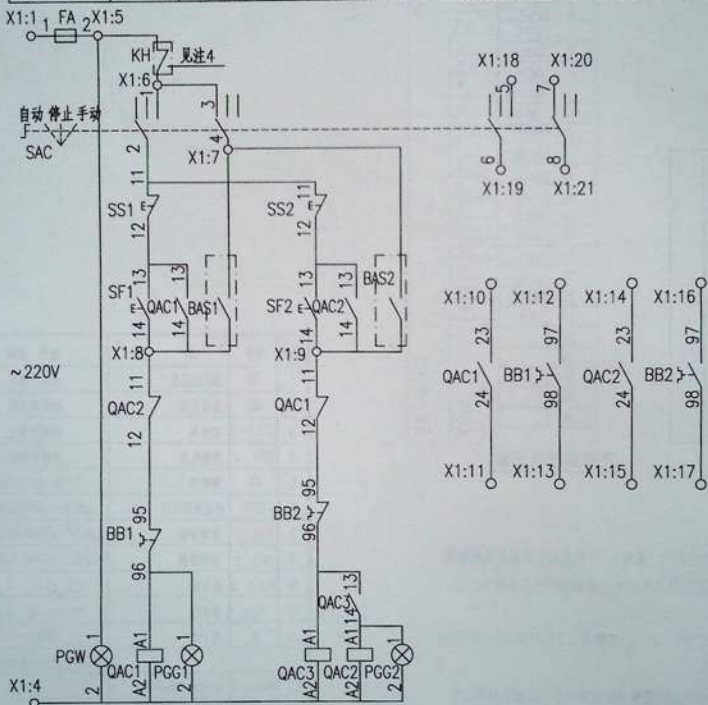 X1:1 1 FA 2 X1:5
KH 见注4
X1:6
X1:18 X1:20
1 3 5 7
自动 停止 手动
SAC
2 4 6 8
X1:7
X1:19 X1:21
11 11
SS1 E SS2 E
12 12
13 13 13 13
SF1 E QAC1 BAS1 SF2 E QAC2 BAS2
14 14 14 14
X1:8 X1:9
X1:10 X1:12 X1:14 X1:16
23 97 23 97
QAC1 BB1 QAC2 BB2
24 98 24 98
X1:11 X1:13 X1:15 X1:17
~220V
11 11
QAC2 QAC1
12 12
95 95
BB1 BB2
96 96
13
QAC3
14
1 A1 1 A1 A1 1
PGW QAC1 PGG1 QAC3 QAC2 PGG2
2 A2 2 A2 A2 2
X1:4